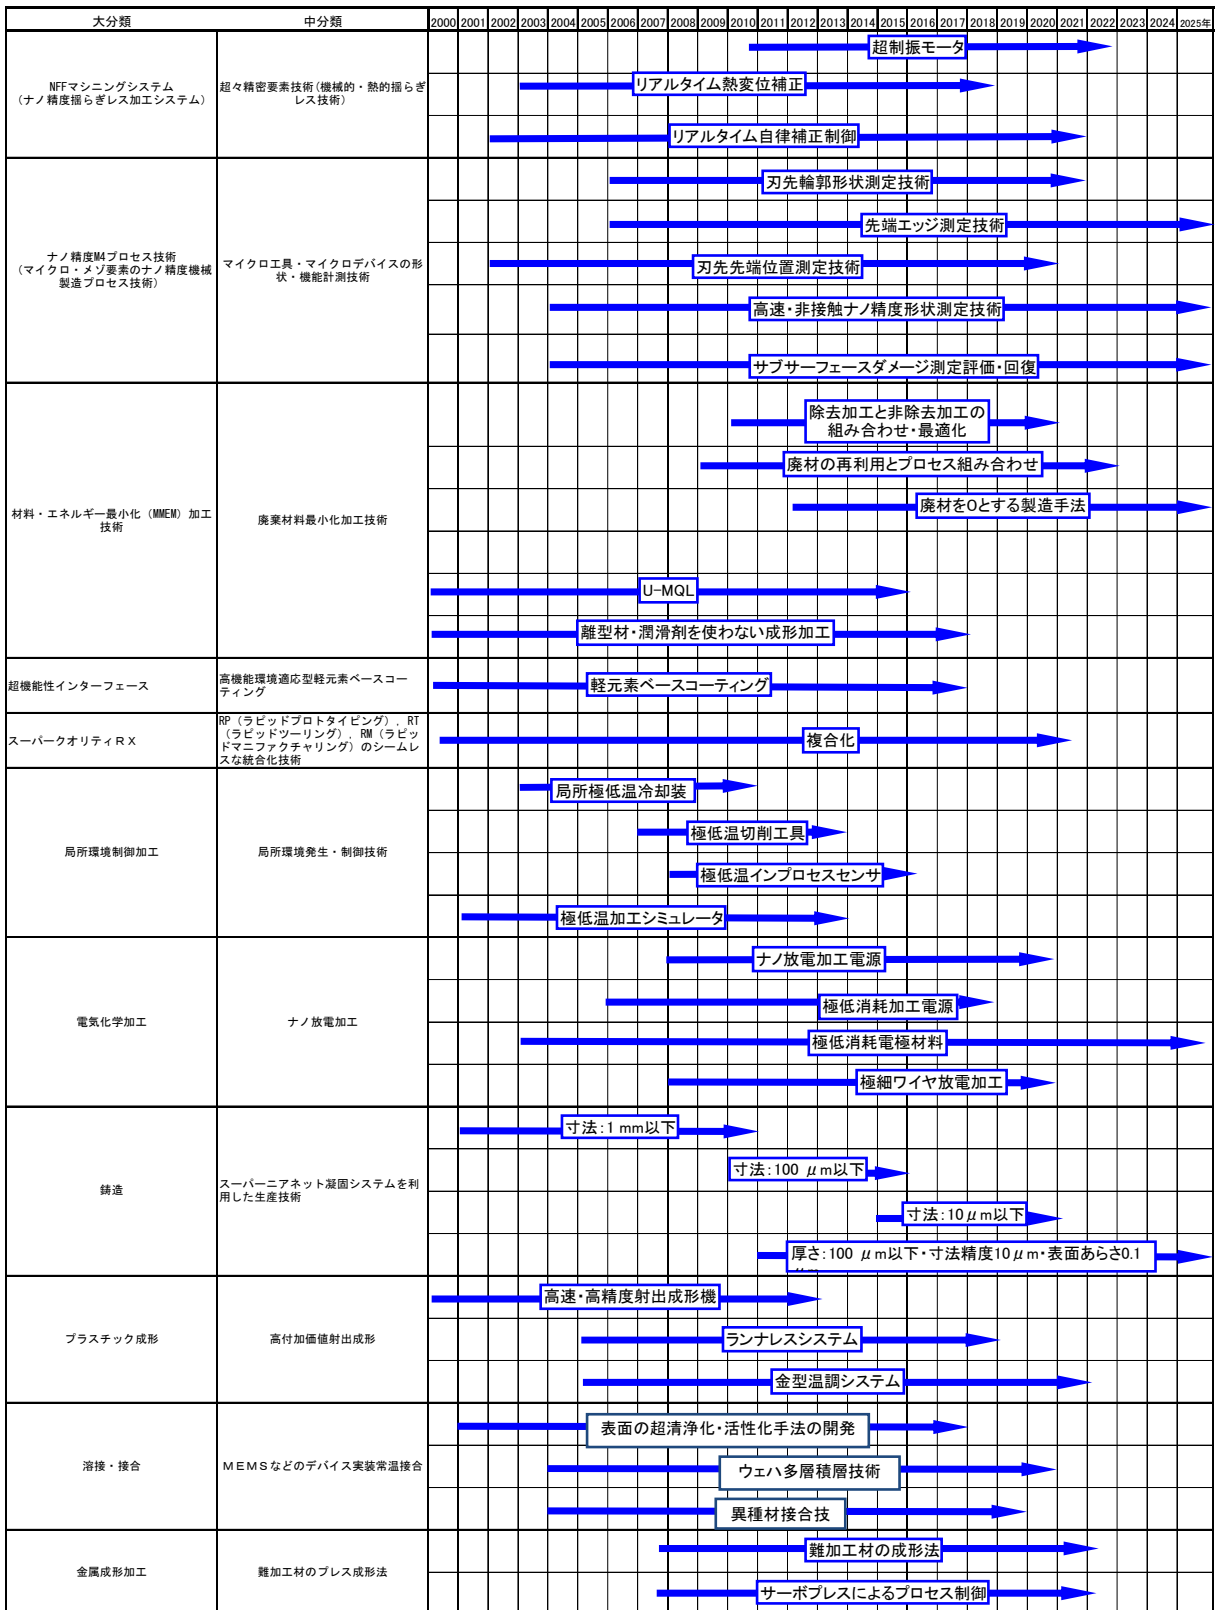 大分類 中分類 2000 2001 2002 2003 2004 2005 2006 2007 2008 2009 2010 2011 2012 2013 2014 2015 2016 2017 2018 2019 2020 2021 2022 2023 2024 2025年
NFFマシニングシステム
(ナノ精度揺らぎレス加工システム)
超々精密要素技術(機械的・熱的揺らぎ
レス技術)
超制振モータ
リアルタイム熱変位補正
リアルタイム自律補正制御
ナノ精度M4プロセス技術
(マイクロ・メゾ要素のナノ精度機械
製造プロセス技術)
マイクロ工具・マイクロデバイスの形
状・機能計測技術
刃先輪郭形状測定技術
先端エッジ測定技術
刃先先端位置測定技術
高速・非接触ナノ精度形状測定技術
サブサーフェースダメージ測定評価・回復
材料・エネルギー最小化(MMEM)加工
技術
廃棄材料最小化加工技術
除去加工と非除去加工の
組み合わせ・最適化
廃材の再利用とプロセス組み合わせ
廃材を0とする製造手法
U-MQL
離型材・潤滑剤を使わない成形加工
超機能性インターフェース
高機能環境適応型軽元素ベースコー
ティング
軽元素ベースコーティング
スーパークオリティRX
RP(ラピッドプロトタイピング),RT
(ラピッドツーリング),RM(ラピッ
ドマニファクチャリング)のシームレ
スな統合化技術
複合化
局所環境制御加工
局所環境発生・制御技術
局所極低温冷却装
極低温切削工具
極低温インプロセスセンサ
極低温加工シミュレータ
電気化学加工
ナノ放電加工
ナノ放電加工電源
極低消耗加工電源
極低消耗電極材料
極細ワイヤ放電加工
鋳造
スーパーニアネット凝固システムを利
用した生産技術
寸法:1 mm以下
寸法:100 μm以下
寸法:10μm以下
厚さ:100 μm以下・寸法精度10μm・表面あらさ0.1
プラスチック成形
高付加価値射出成形
高速・高精度射出成形機
ランナレスシステム
金型温調システム
溶接・接合
MEMSなどのデバイス実装常温接合
表面の超清浄化・活性化手法の開発
ウェハ多層積層技術
異種材接合技
金属成形加工
難加工材のプレス成形法
難加工材の成形法
サーボプレスによるプロセス制御